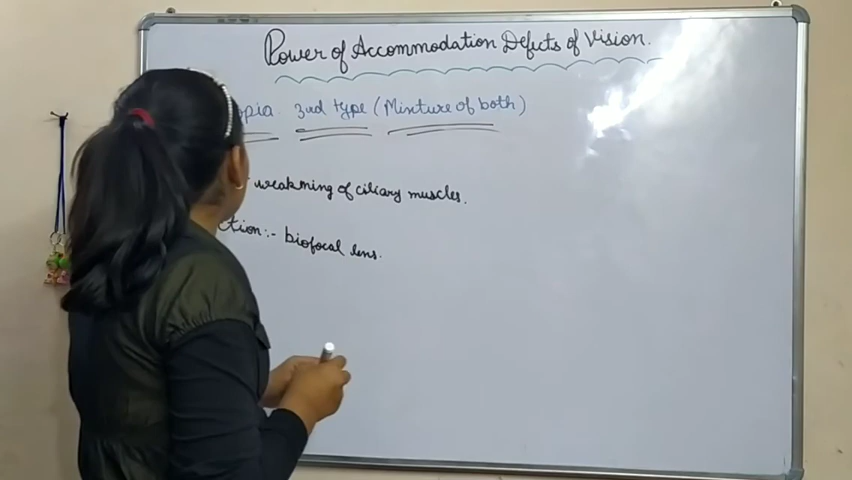 Power of Accommodation Defects of Vision.
opia 3rd type (Mixture of both)
weakning of ciliary muscles.
ction:- biofocal lens.